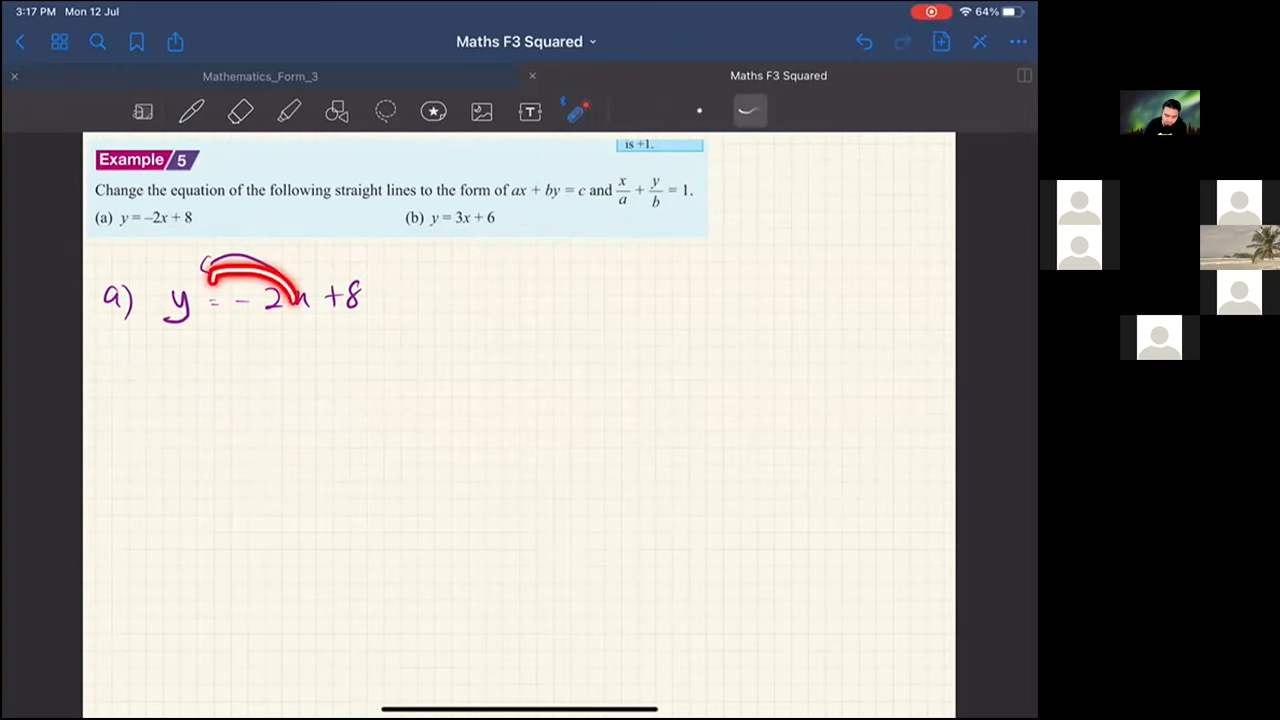 3:17 PM Mon 12 Jul
64%
Maths F3 Squared
Mathematics_Form_3
Maths F3 Squared
T
is +1.
Example 5
Change the equation of the following straight lines to the form of ax + by = c and x/a + y/b = 1.
(a) y = –2x + 8 (b) y = 3x + 6
a) y = - 2x + 8